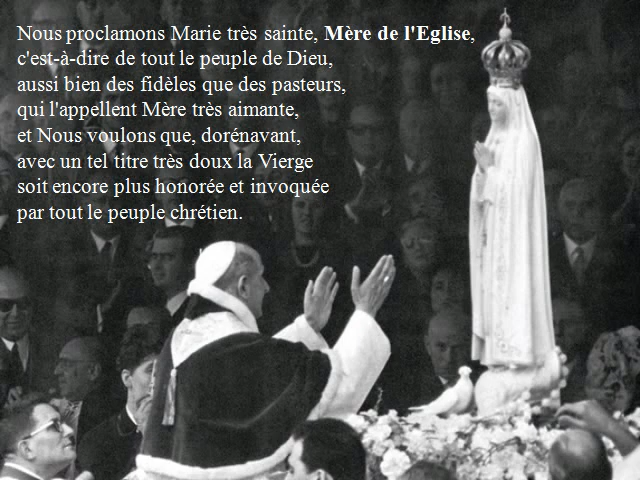 Nous proclamons Marie très sainte, Mère de l'Eglise,
c'est-à-dire de tout le peuple de Dieu,
aussi bien des fidèles que des pasteurs,
qui l'appellent Mère très aimante,
et Nous voulons que, dorénavant,
avec un tel titre très doux la Vierge
soit encore plus honorée et invoquée
par tout le peuple chrétien.